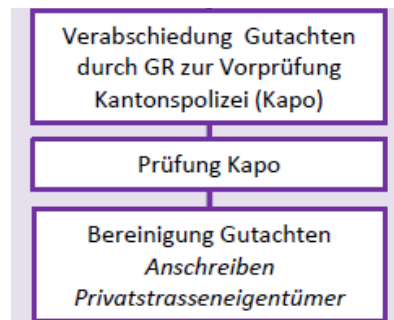 Verabschiedung Gutachten
durch GR zur Vorprüfung
Kantonspolizei (Kapo)
Prüfung Kapo
Bereinigung Gutachten
Anschreiben
Privatstrasseneigentümer